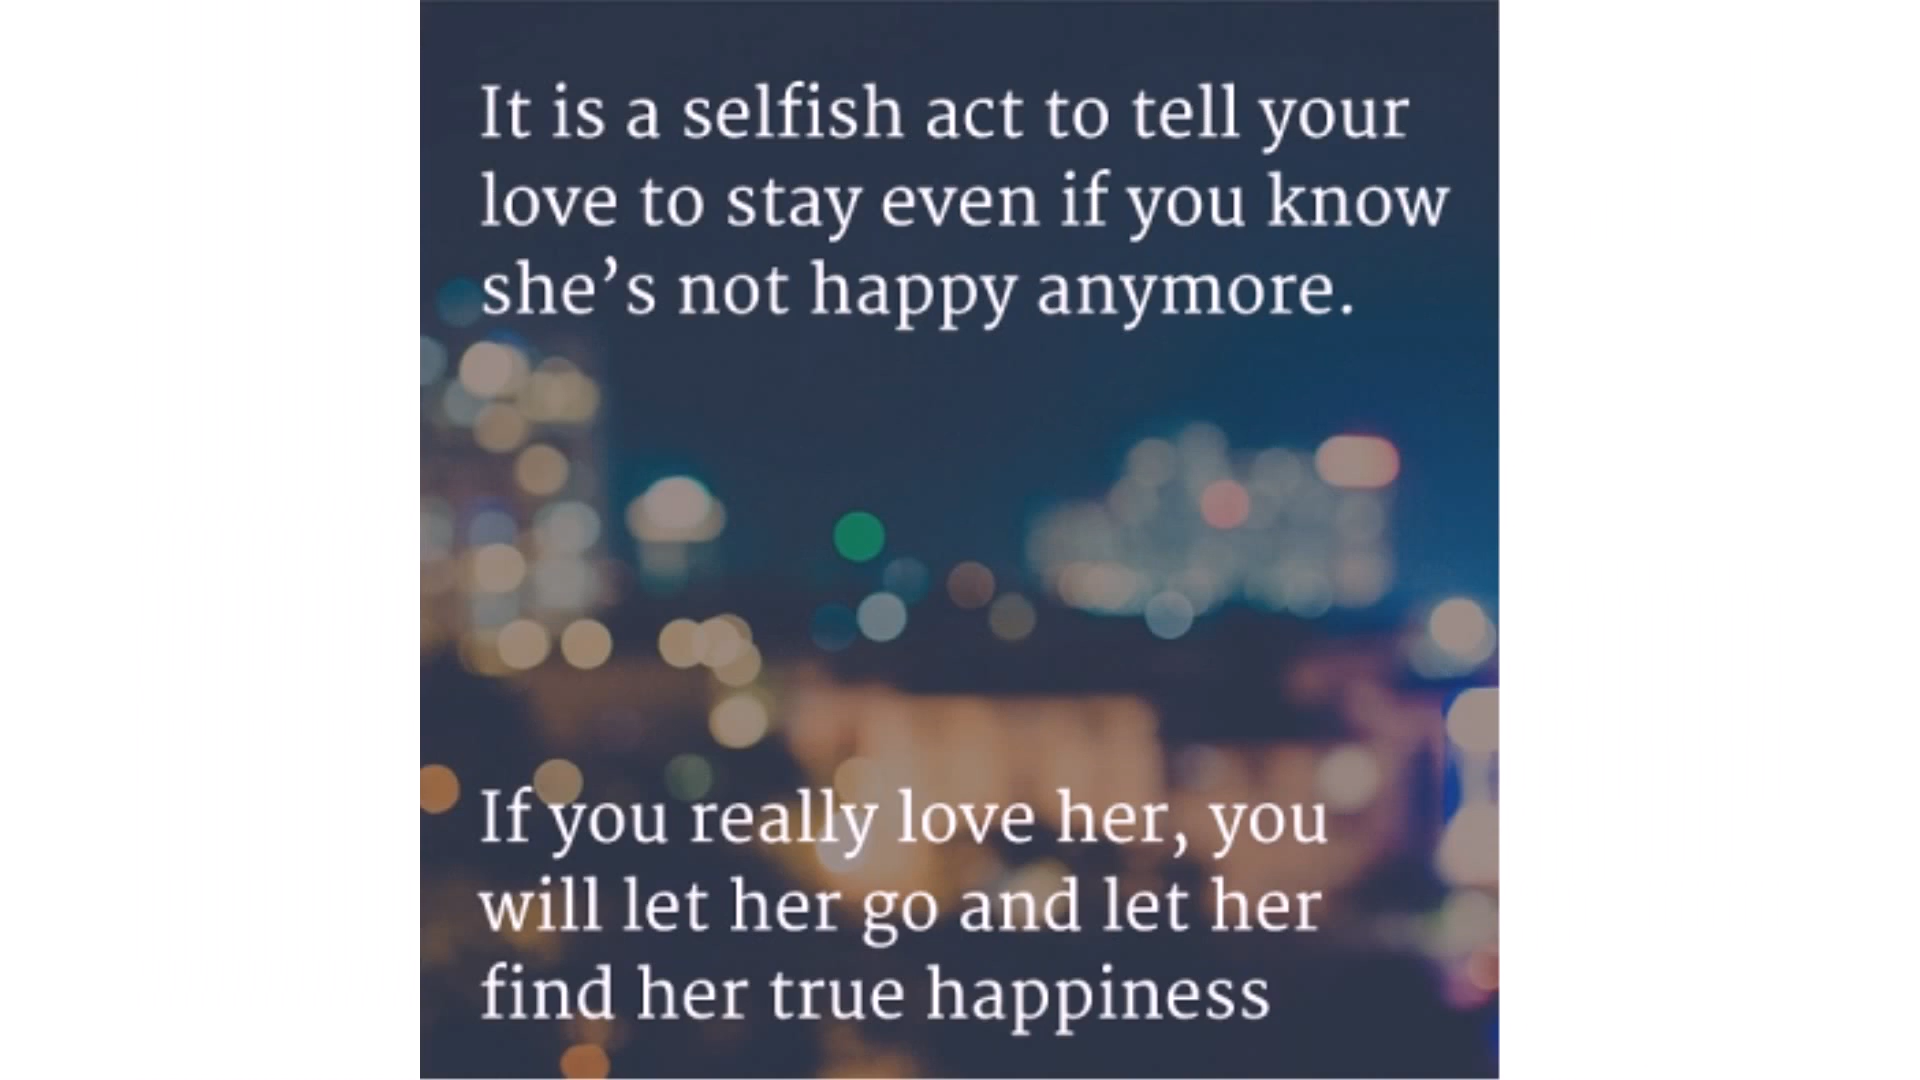 It is a selfish act to tell your
love to stay even if you know
she’s not happy anymore.
If you really love her, you
will let her go and let her
find her true happiness